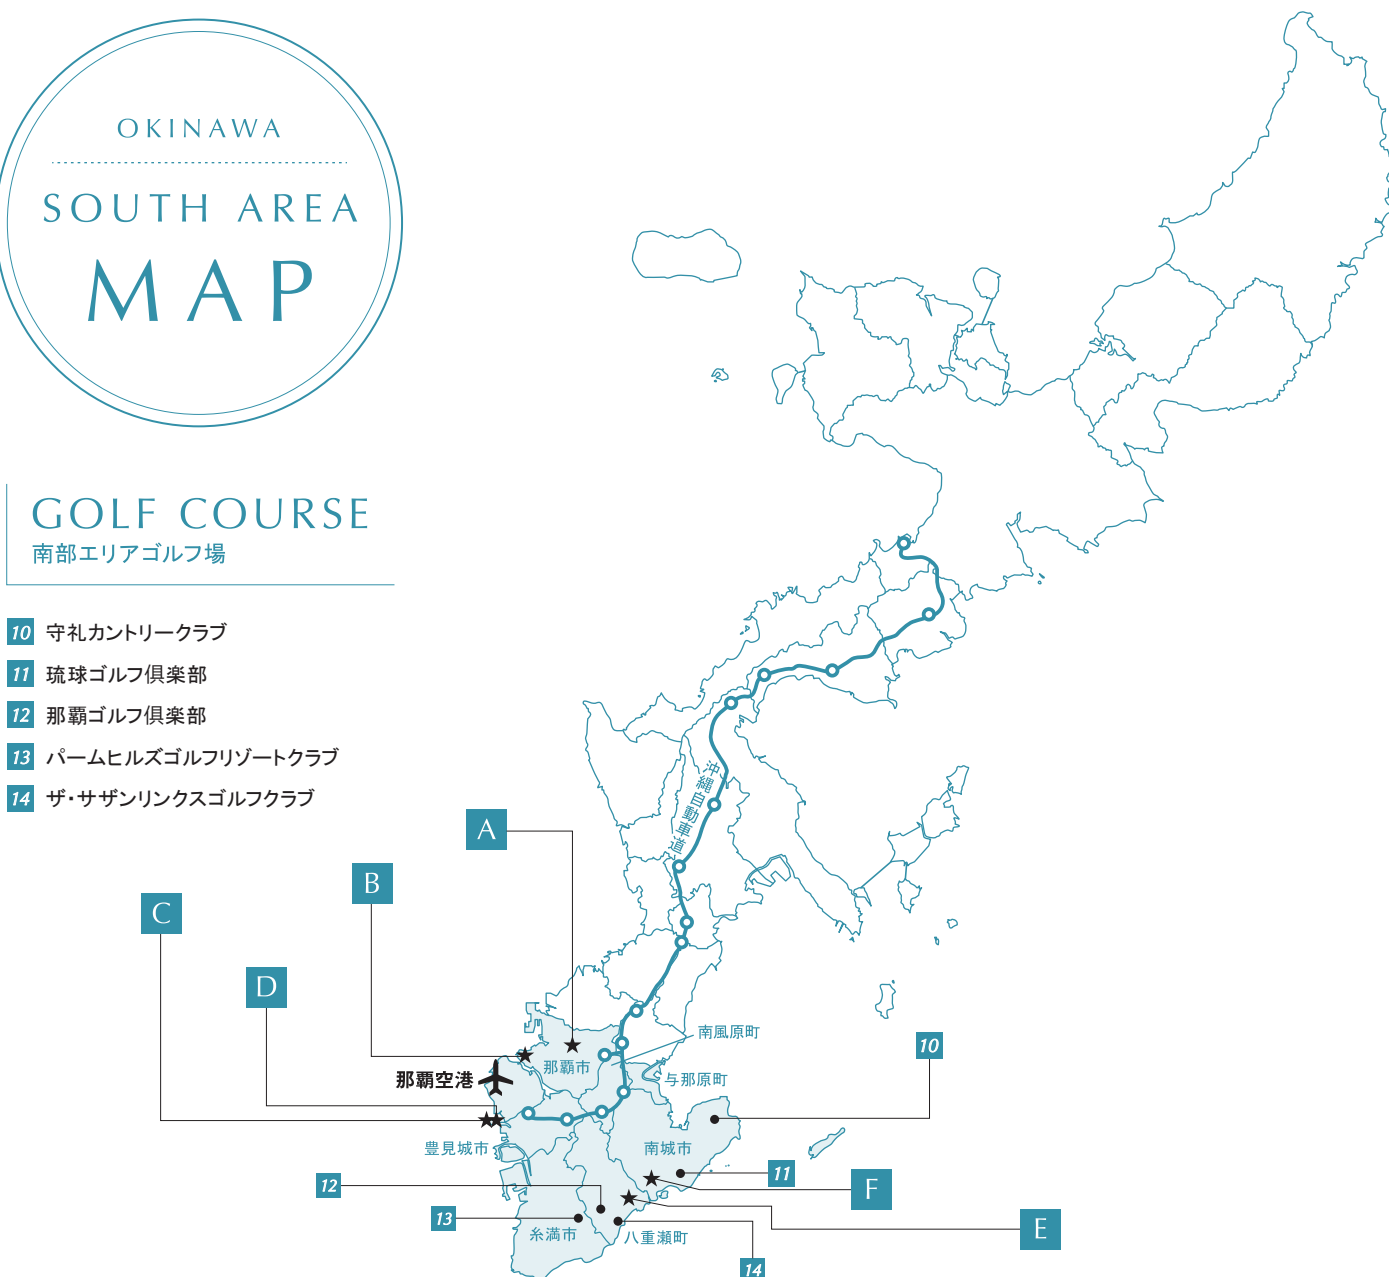 OKINAWA
SOUTH AREA
MAP
GOLF COURSE
南部エリアゴルフ場
10 守礼カントリークラブ
11 琉球ゴルフ倶楽部
12 那覇ゴルフ倶楽部
13 パームヒルズゴルフリゾートクラブ
14 ザ・サザンリンクスゴルフクラブ
沖縄自動車道
A
B
C
D
南風原町
10
那覇市
那覇空港
与那原町
豊見城市
南城市
11
12
F
13
糸満市
八重瀬町
E
14